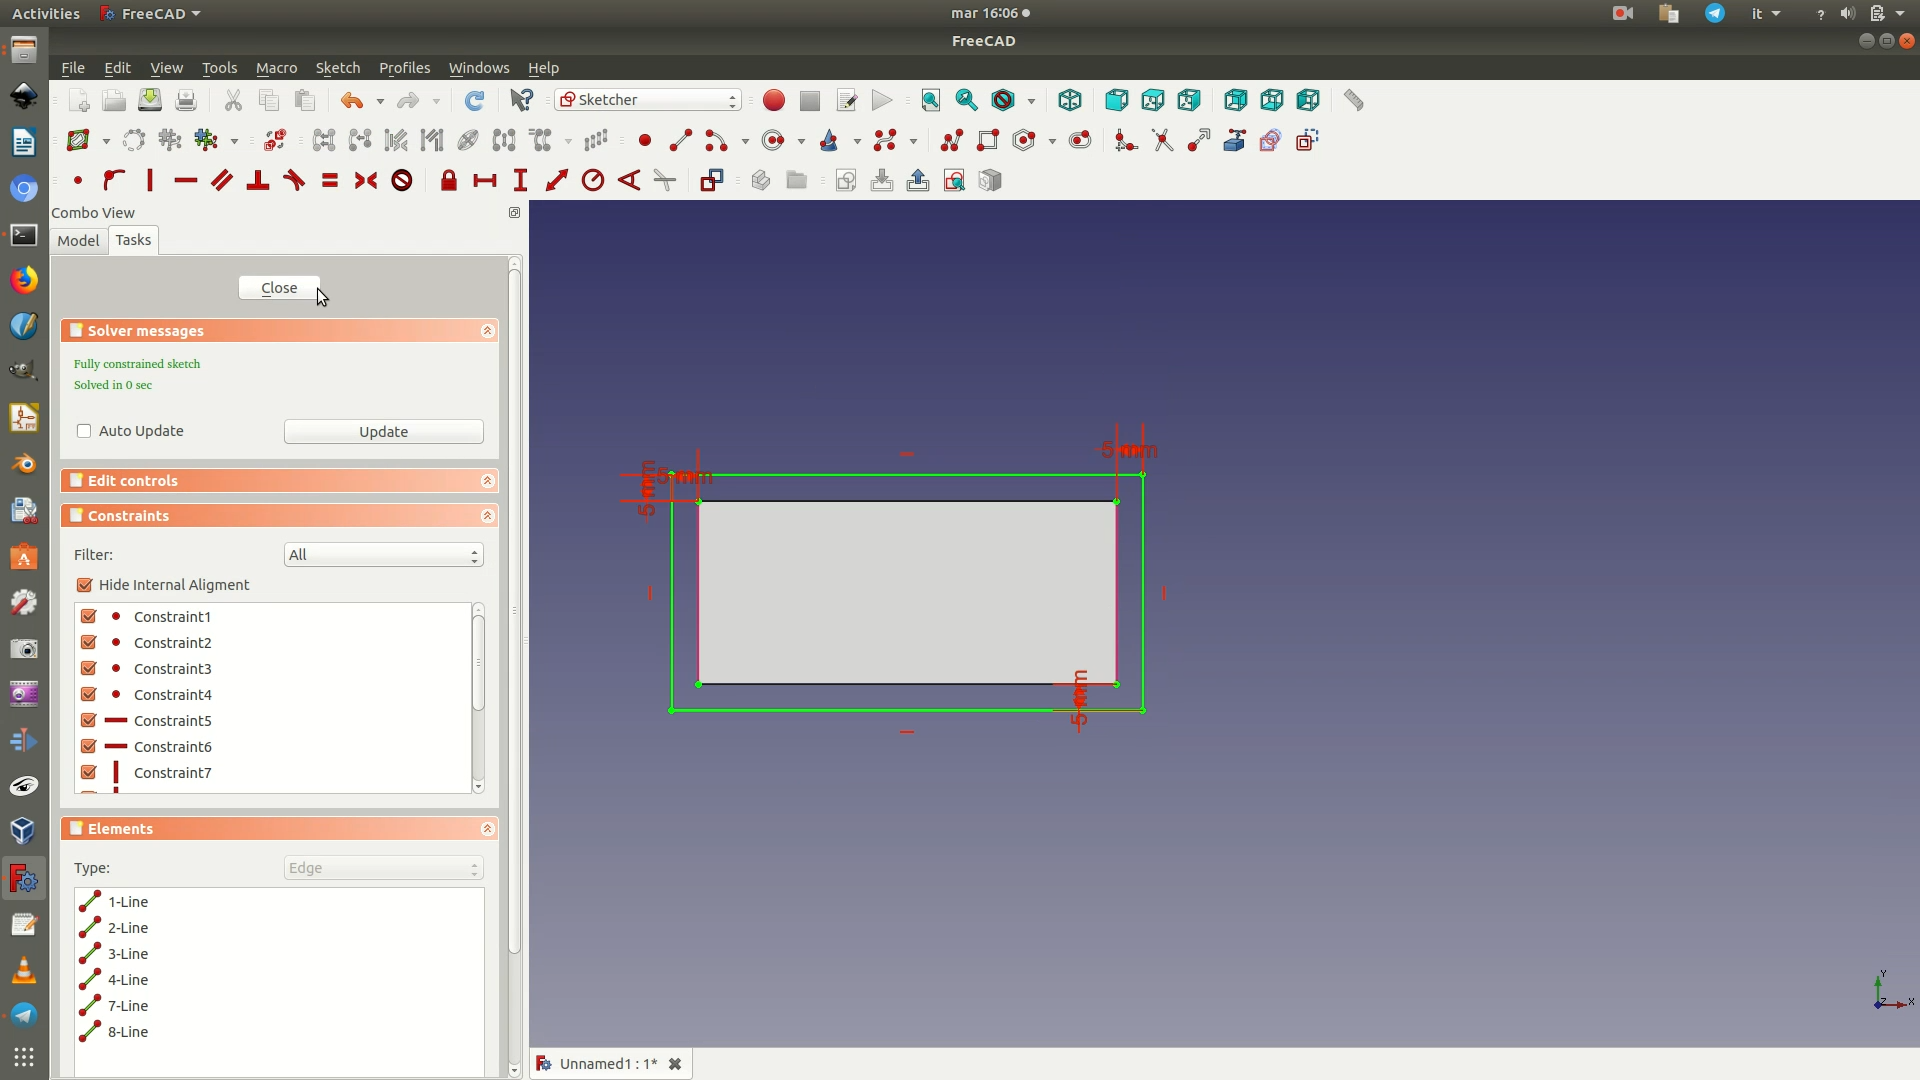 Activities FreeCAD mar 16:06 it ?
FreeCAD
File Edit View Tools Macro Sketch Profiles Windows Help
Sketcher
Combo View
Model Tasks
Close
Solver messages
Fully constrained sketch
Solved in 0 sec
Auto Update Update
Edit controls
Constraints
Filter: All
Hide Internal Aligment
Constraint1
Constraint2
Constraint3
Constraint4
Constraint5
Constraint6
Constraint7
Elements
Type: Edge
1-Line
2-Line
3-Line
4-Line
7-Line
8-Line
5 mm
5 mm
5 mm
5 mm
Y
Z X
Unnamed1 : 1*